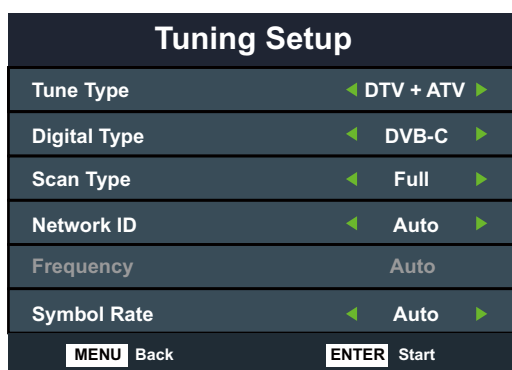 Tuning Setup
Tune Type DTV + ATV
Digital Type DVB-C
Scan Type Full
Network ID Auto
Frequency Auto
Symbol Rate Auto
MENU Back ENTER Start